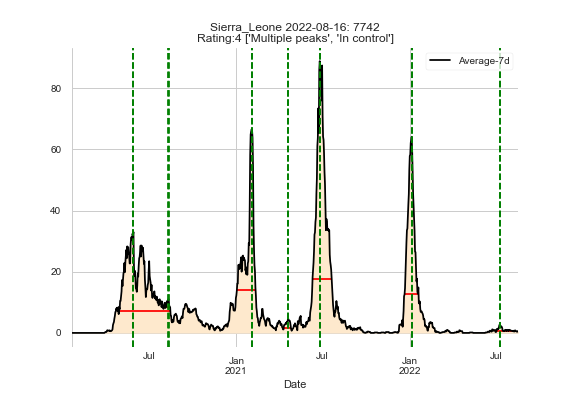 Sierra_Leone 2022-08-16: 7742
Rating:4 ['Multiple peaks', 'In control']
Average-7d
80
60
40
20
0
Jul
Jan
2021
Jul
Jan
2022
Jul
Date